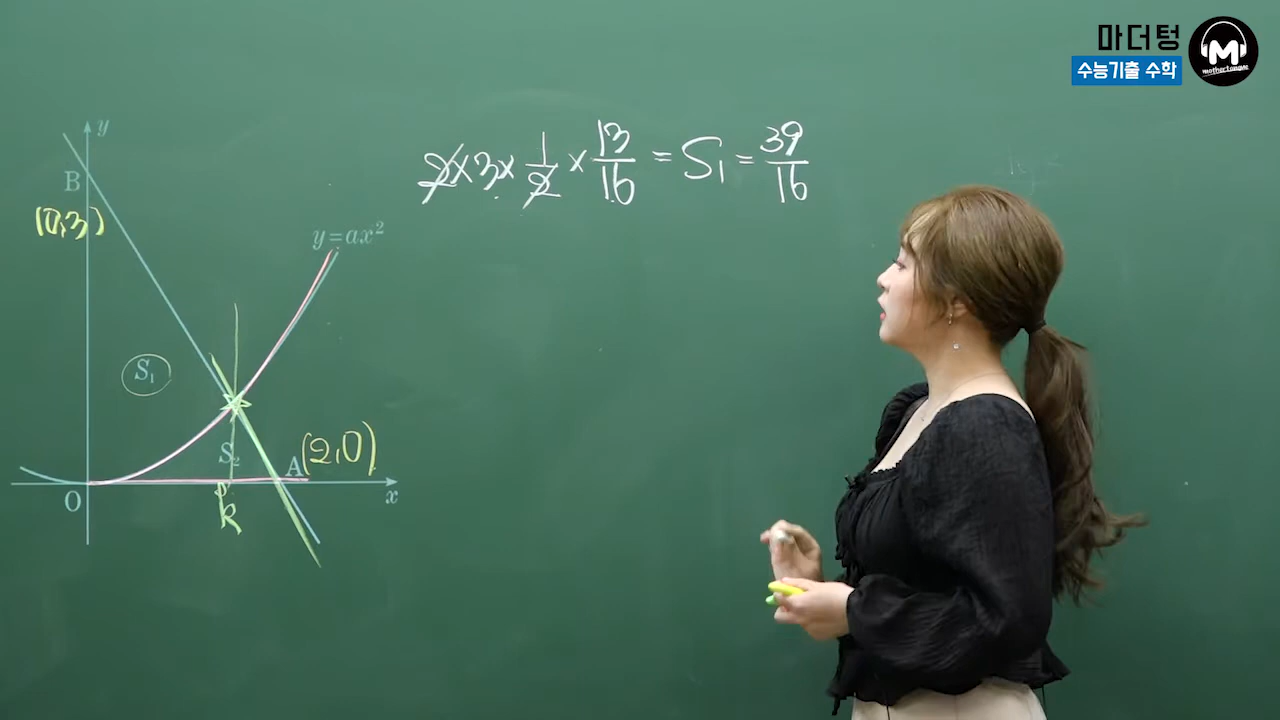 마더텅
수능기출 수학
M
mothertongue
y
B
(0,3)
2×3×1/2×13/16=S₁=39/16
y=ax²
S₁
S₂
A(2,0)
O
k
x